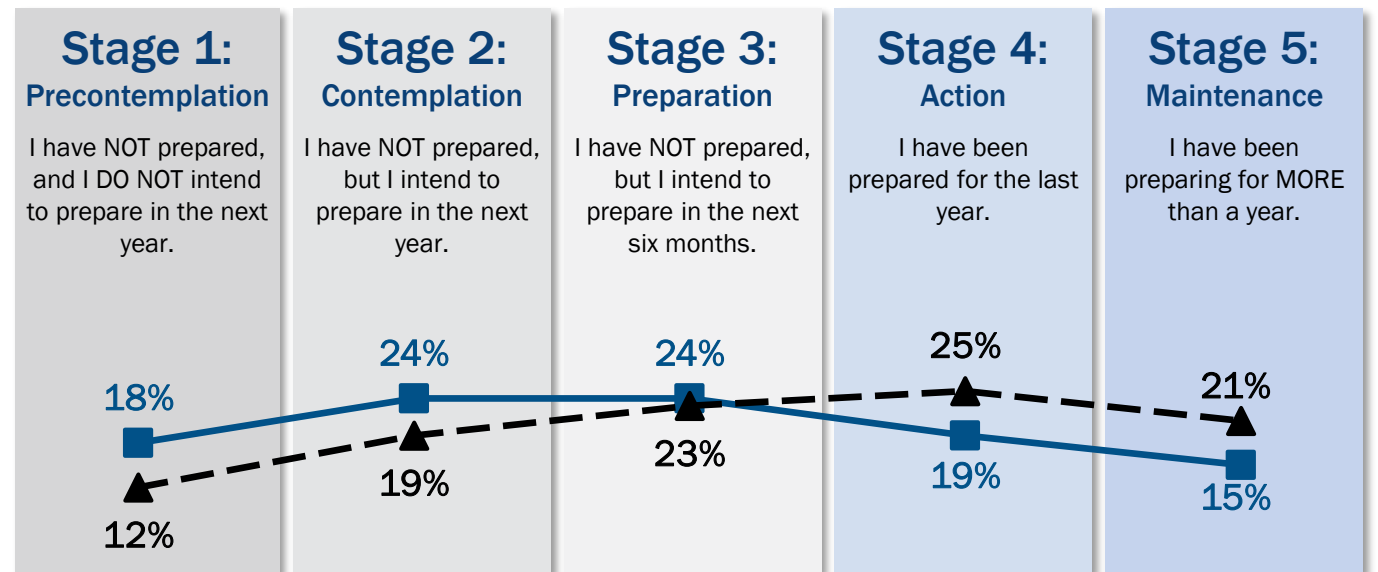 Stage 1:
Precontemplation
I have NOT prepared,
and I DO NOT intend
to prepare in the next
year.
Stage 2:
Contemplation
I have NOT prepared,
but I intend to
prepare in the next
year.
Stage 3:
Preparation
I have NOT prepared,
but I intend to
prepare in the next
six months.
Stage 4:
Action
I have been
prepared for the last
year.
Stage 5:
Maintenance
I have been
preparing for MORE
than a year.
18%
24%
24%
25%
21%
12%
19%
23%
19%
15%